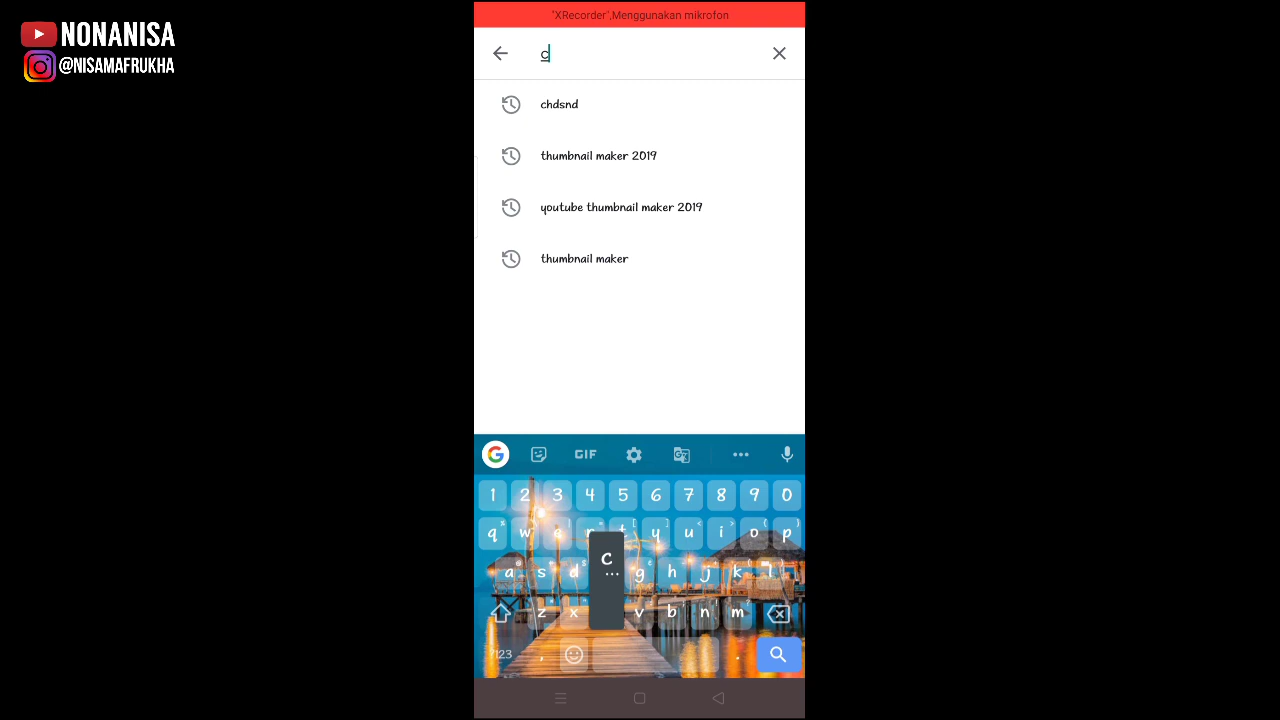 NONANISA
@NISAMAFRUKHA
"XRecorder",Menggunakan mikrofon
c
chdsnd
thumbnail maker 2019
youtube thumbnail maker 2019
thumbnail maker
G GIF G
1 2 3 4 5 6 7 8 9 0
q w e r t y u i o p
a s d g h j k l
c
...
z x v b n m
?123 , .